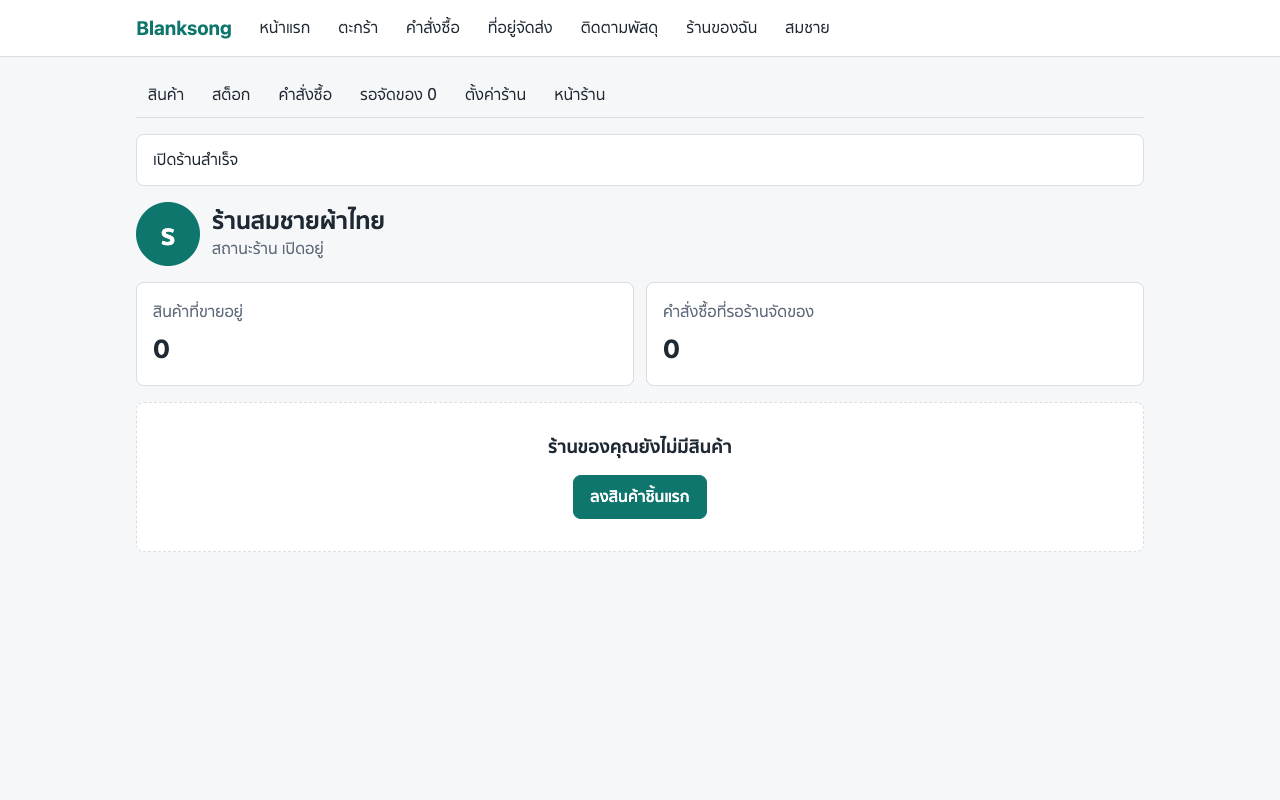 Blanksong หน้าแรก ตะกร้า คำสั่งซื้อ ที่อยู่จัดส่ง ติดตามพัสดุ ร้านของฉัน สมชาย
สินค้า สต็อก คำสั่งซื้อ รอจัดของ 0 ตั้งค่าร้าน หน้าร้าน
เปิดร้านสำเร็จ
ร
ร้านสมชายผ้าไทย
สถานะร้าน เปิดอยู่
สินค้าที่ขายอยู่
0
คำสั่งซื้อที่รอร้านจัดของ
0
ร้านของคุณยังไม่มีสินค้า
ลงสินค้าชิ้นแรก